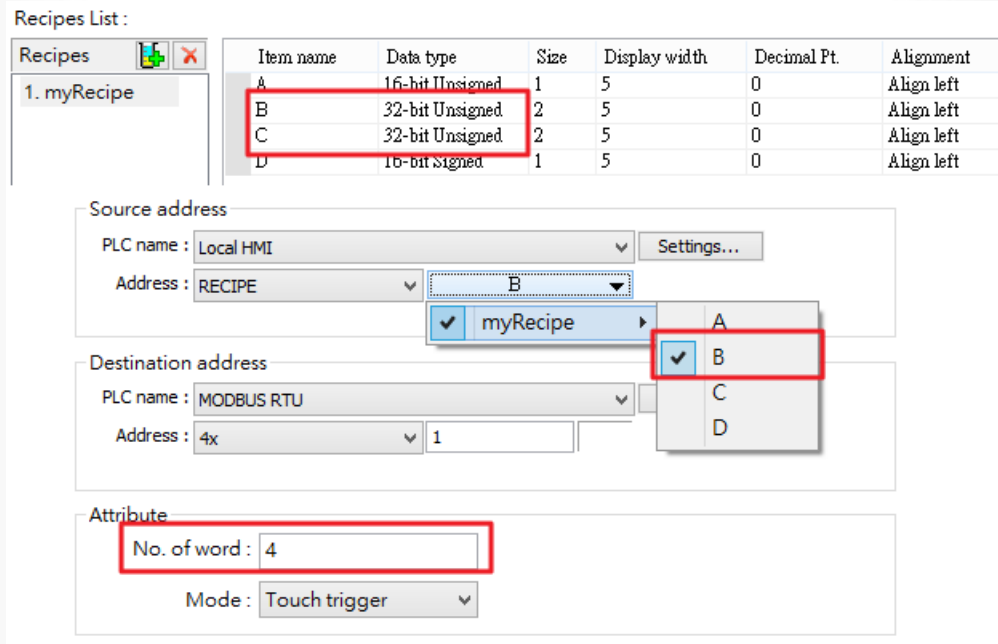 Recipes List :
Recipes
1. myRecipe
Item name Data type Size Display width Decimal Pt. Alignment
A 16-bit Unsigned 1 5 0 Align left
B 32-bit Unsigned 2 5 0 Align left
C 32-bit Unsigned 2 5 0 Align left
D 16-bit Signed 1 5 0 Align left
Source address
PLC name : Local HMI Settings...
Address : RECIPE B
myRecipe
A
B
C
D
Destination address
PLC name : MODBUS RTU
Address : 4x 1
Attribute
No. of word : 4
Mode : Touch trigger